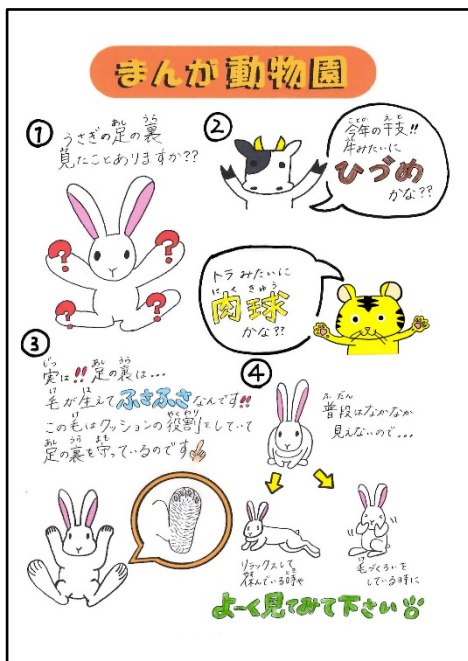 まんが動物園
①
うさぎの足の裏
見たことありますか??
?
?
?
?
②
今年の干支!!
牛みたいに
ひづめ
かな??
トラみたいに
肉球
かな??
③
実は!!足の裏は…
毛が生えてふさふさなんです!!
この毛はクッションの役割にしていて
足の裏を守っているのです
④
普段はなかなか
見えないので…
リラックスして
休んでいる時や
毛づくろいを
している時に
よーく見てみて下さい